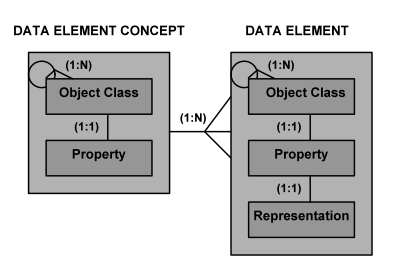 DATA ELEMENT CONCEPT
(1:N)
Object Class
(1:1)
Property
(1:N)
DATA ELEMENT
(1:N)
Object Class
(1:1)
Property
(1:1)
Representation